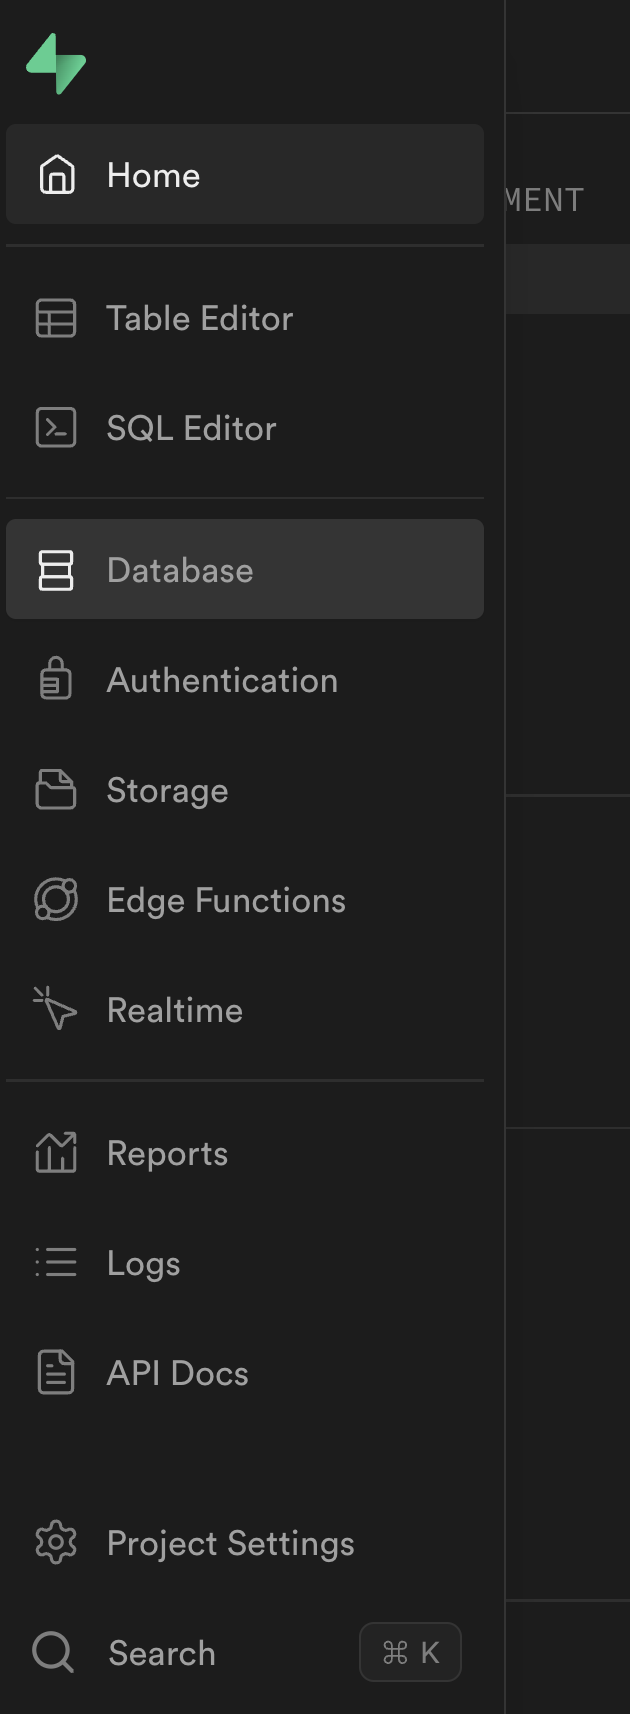 Home
MENT
Table Editor
SQL Editor
Database
Authentication
Storage
Edge Functions
Realtime
Reports
Logs
API Docs
Project Settings
Search ⌘ K